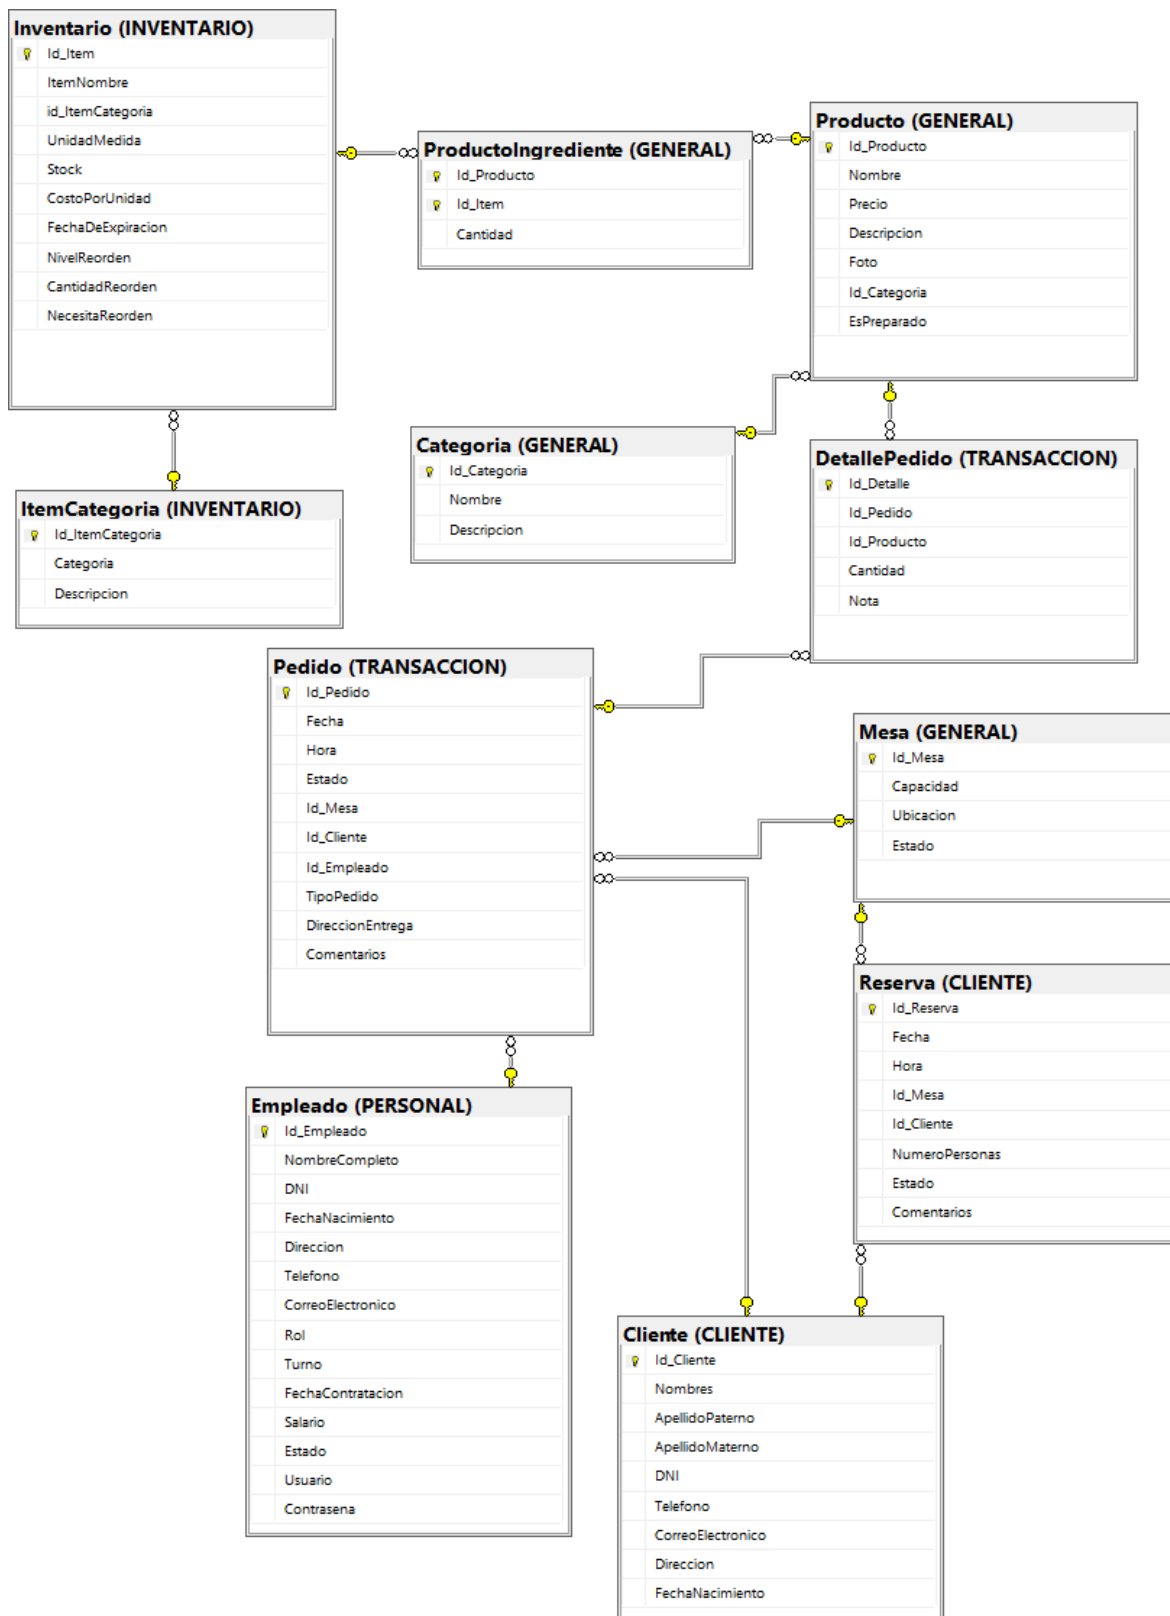 Inventario (INVENTARIO)
Id_Item
ItemNombre
id_ItemCategoria
UnidadMedida
Stock
CostoPorUnidad
FechaDeExpiracion
NivelReorden
CantidadReorden
NecesitaReorden
ProductoIngrediente (GENERAL)
Id_Producto
Id_Item
Cantidad
Producto (GENERAL)
Id_Producto
Nombre
Precio
Descripcion
Foto
Id_Categoria
EsPreparado
Categoria (GENERAL)
Id_Categoria
Nombre
Descripcion
DetallePedido (TRANSACCION)
Id_Detalle
Id_Pedido
Id_Producto
Cantidad
Nota
ItemCategoria (INVENTARIO)
Id_ItemCategoria
Categoria
Descripcion
Pedido (TRANSACCION)
Id_Pedido
Fecha
Hora
Estado
Id_Mesa
Id_Cliente
Id_Empleado
TipoPedido
DireccionEntrega
Comentarios
Mesa (GENERAL)
Id_Mesa
Capacidad
Ubicacion
Estado
Reserva (CLIENTE)
Id_Reserva
Fecha
Hora
Id_Mesa
Id_Cliente
NumeroPersonas
Estado
Comentarios
Empleado (PERSONAL)
Id_Empleado
NombreCompleto
DNI
FechaNacimiento
Direccion
Telefono
CorreoElectronico
Rol
Turno
FechaContratacion
Salario
Estado
Usuario
Contrasena
Cliente (CLIENTE)
Id_Cliente
Nombres
ApellidoPaterno
ApellidoMaterno
DNI
Telefono
CorreoElectronico
Direccion
FechaNacimiento